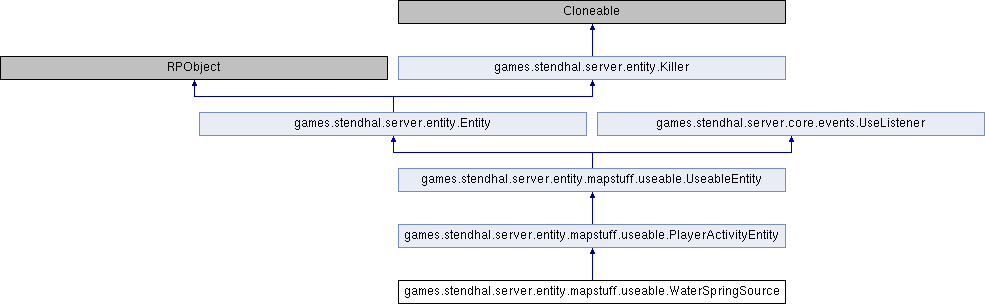 Cloneable
RPObject
games.stendhal.server.entity.Killer
games.stendhal.server.entity.Entity
games.stendhal.server.core.events.UseListener
games.stendhal.server.entity.mapstuff.useable.UseableEntity
games.stendhal.server.entity.mapstuff.useable.PlayerActivityEntity
games.stendhal.server.entity.mapstuff.useable.WaterSpringSource